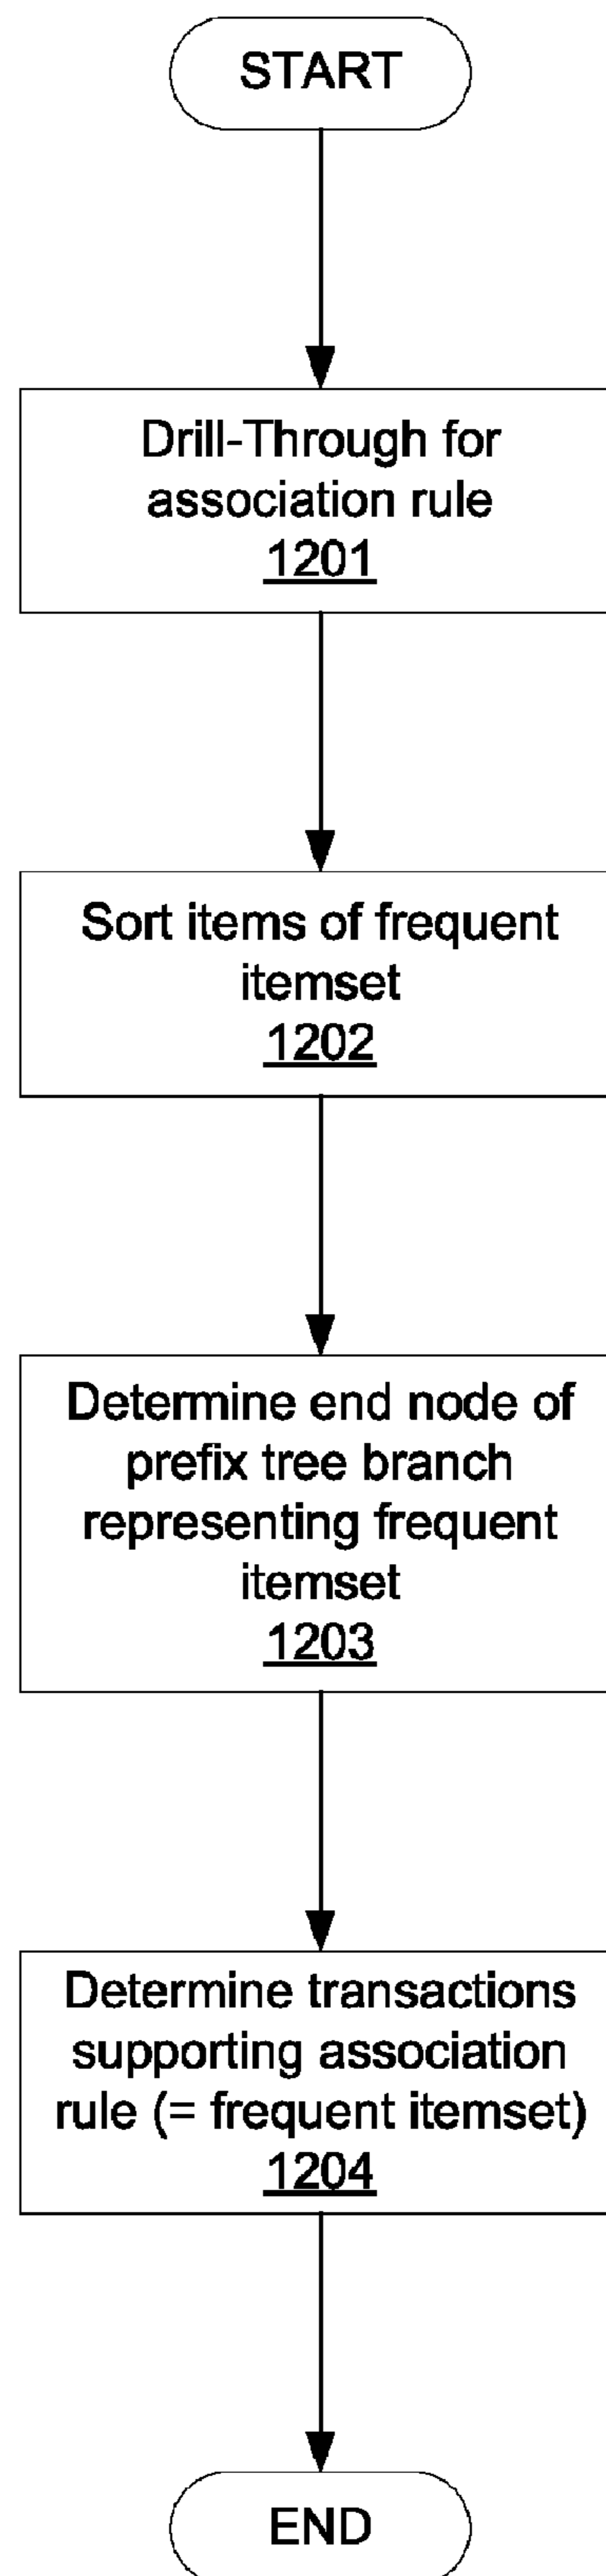 START
Drill-Through for
association rule
1201
Sort items of frequent
itemset
1202
Determine end node of
prefix tree branch
representing frequent
itemset
1203
Determine transactions
supporting association
rule (= frequent itemset)
1204
END